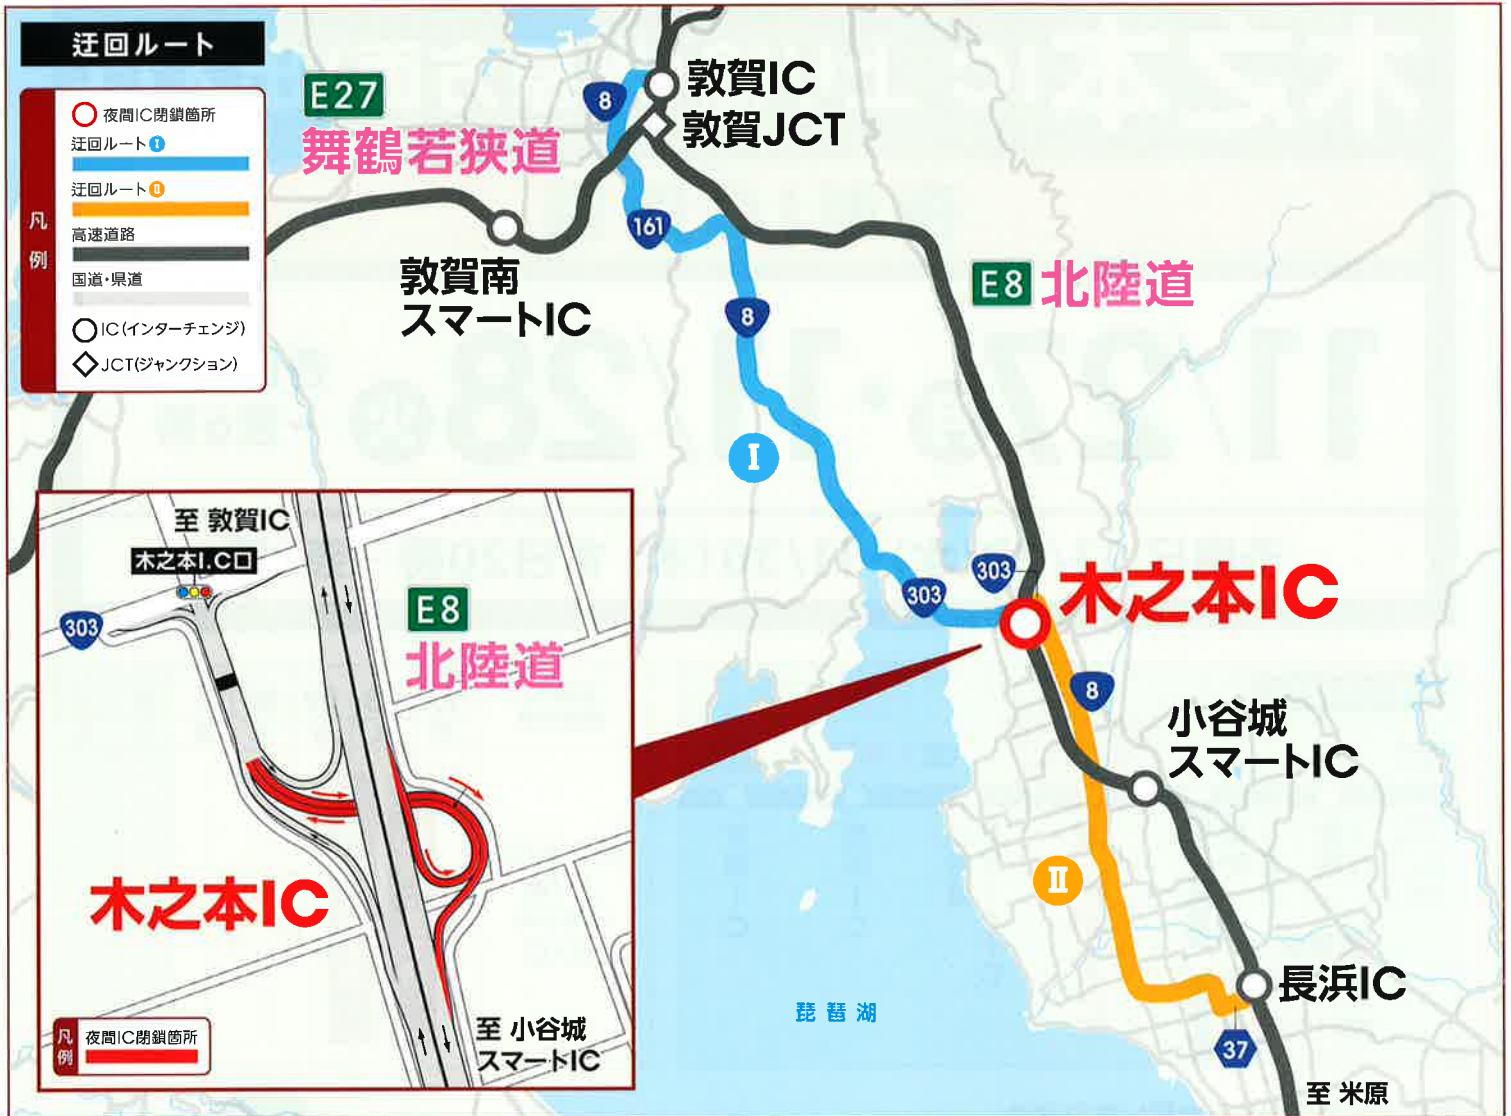 迂回ルート
凡例
夜間IC閉鎖箇所
迂回ルートⅠ
迂回ルートⅡ
高速道路
国道・県道
IC(インターチェンジ)
JCT(ジャンクション)
E27
舞鶴若狭道
8
敦賀IC
敦賀JCT
161
敦賀南
スマートIC
E8 北陸道
8
Ⅰ
303
303
木之本IC
8
小谷城
スマートIC
Ⅱ
長浜IC
37
至 米原
琵琶湖
至 敦賀IC
木之本I.C口
303
E8
北陸道
木之本IC
至 小谷城
スマートIC
凡例
夜間IC閉鎖箇所